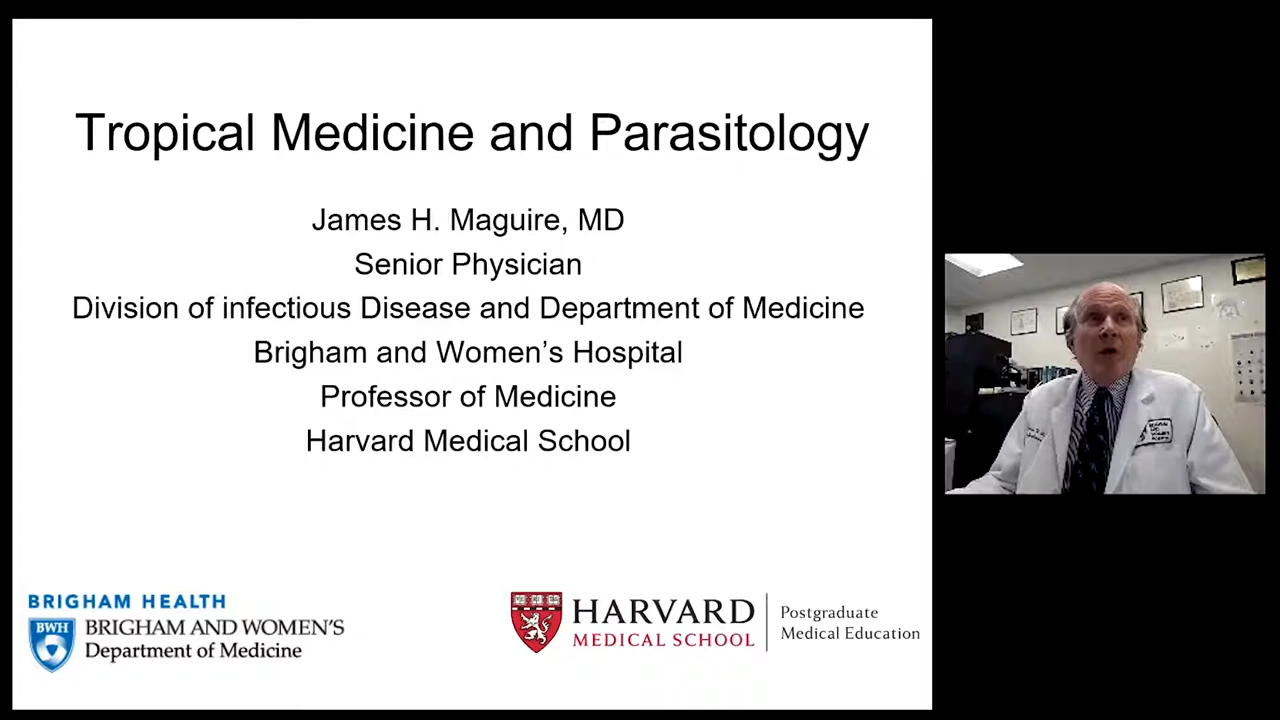 Tropical Medicine and Parasitology
James H. Maguire, MD
Senior Physician
Division of infectious Disease and Department of Medicine
Brigham and Women’s Hospital
Professor of Medicine
Harvard Medical School
BRIGHAM HEALTH
BWH
BRIGHAM AND WOMEN’S
Department of Medicine
HARVARD
MEDICAL SCHOOL
Postgraduate
Medical Education